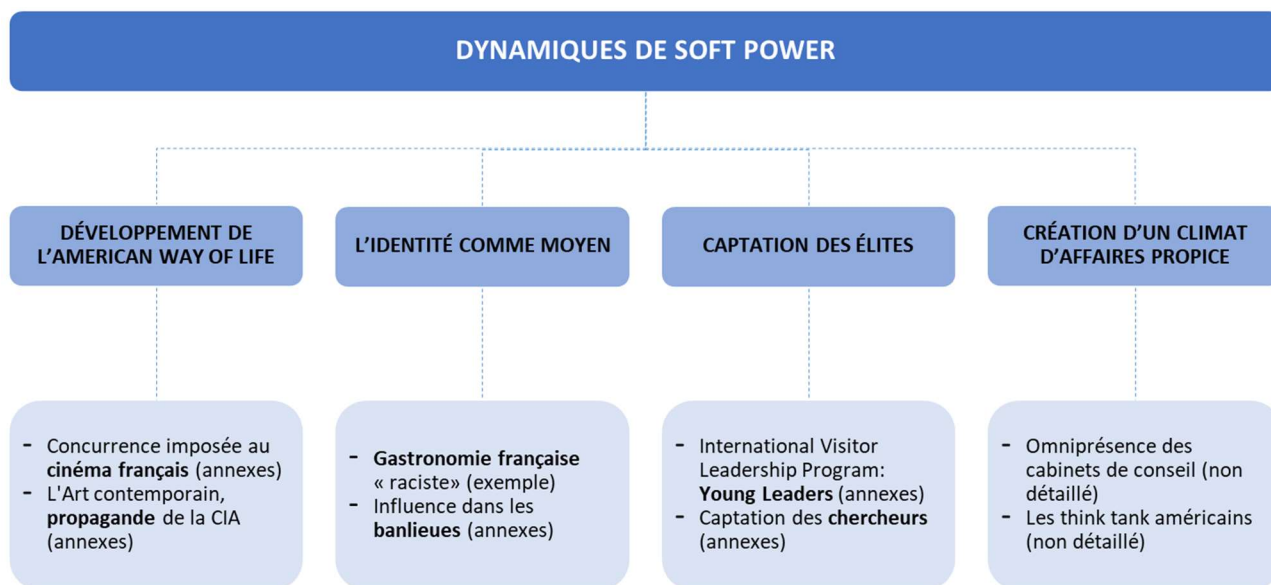 DYNAMIQUES DE SOFT POWER
DÉVELOPPEMENT DE
L'AMERICAN WAY OF LIFE
- Concurrence imposée au
cinéma français (annexes)
- L'Art contemporain,
propagande de la CIA
(annexes)
L'IDENTITÉ COMME MOYEN
- Gastronomie française
« raciste» (exemple)
- Influence dans les
banlieues (annexes)
CAPTATION DES ÉLITES
- International Visitor
Leadership Program:
Young Leaders (annexes)
- Captation des chercheurs
(annexes)
CRÉATION D'UN CLIMAT
D'AFFAIRES PROPICE
- Omniprésence des
cabinets de conseil (non
détaillé)
- Les think tank américains
(non détaillé)